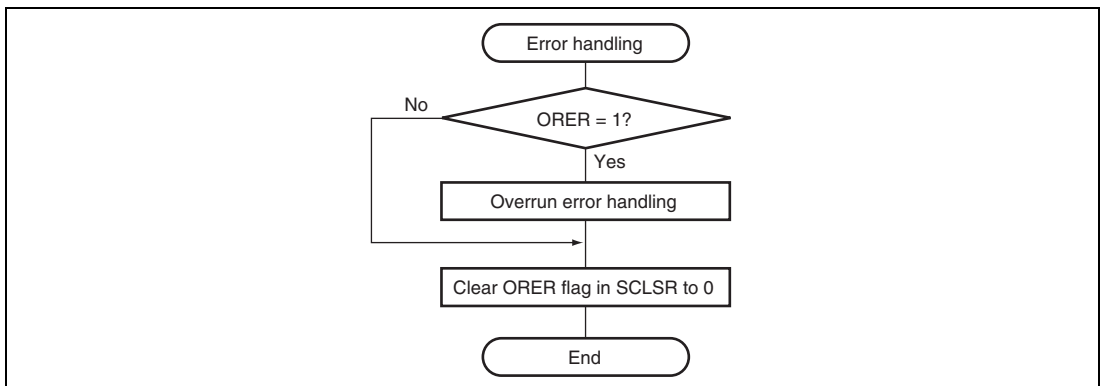 Error handling
No
ORER = 1?
Yes
Overrun error handling
Clear ORER flag in SCLSR to 0
End